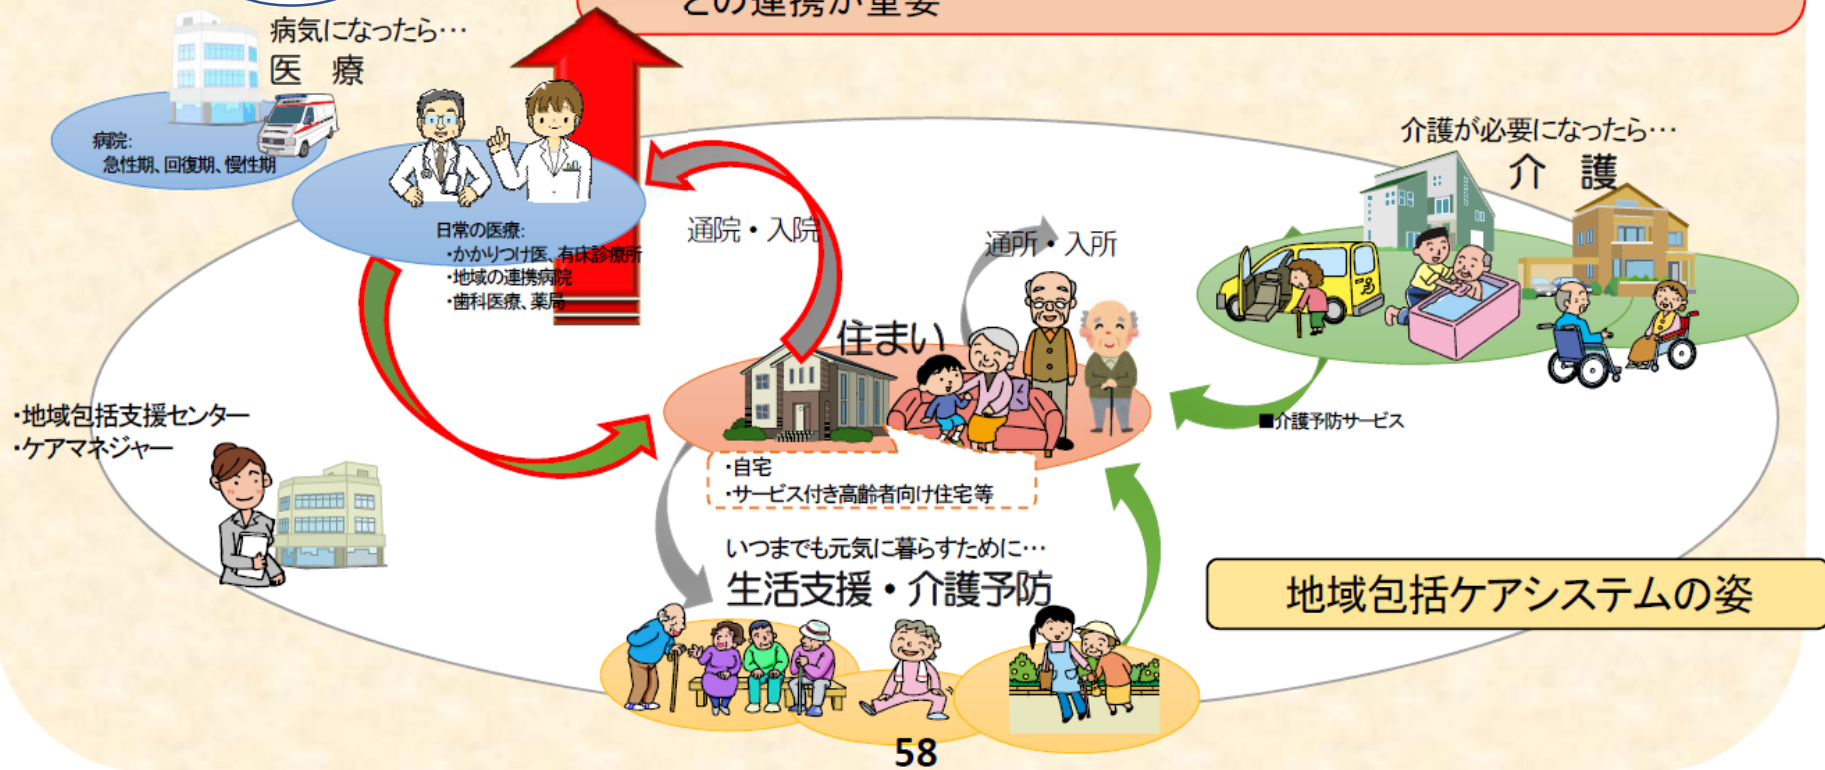 との連携が重要
病気になったら…
医　療
病院:
急性期、回復期、慢性期
日常の医療:
・かかりつけ医、有床診療所
・地域の連携病院
・歯科医療、薬局
通院・入院
通所・入所
介護が必要になったら…
介　護
住まい
■介護予防サービス
・地域包括支援センター
・ケアマネジャー
・自宅
・サービス付き高齢者向け住宅等
いつまでも元気に暮らすために…
生活支援・介護予防
地域包括ケアシステムの姿
58